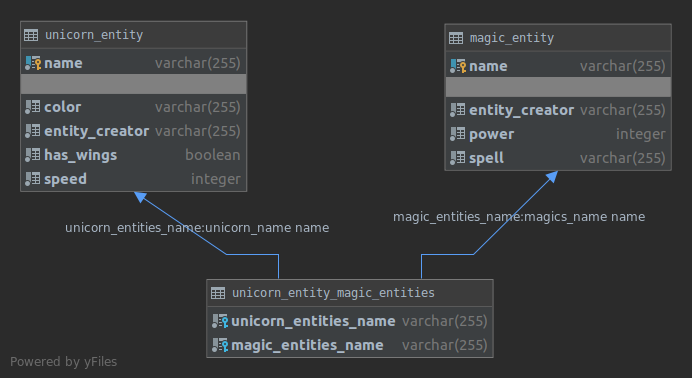 unicorn_entity
name varchar(255)
color varchar(255)
entity_creator varchar(255)
has_wings boolean
speed integer
magic_entity
name varchar(255)
entity_creator varchar(255)
power integer
spell varchar(255)
unicorn_entities_name:unicorn_name name
magic_entities_name:magics_name name
unicorn_entity_magic_entities
unicorn_entities_name varchar(255)
magic_entities_name varchar(255)
Powered by yFiles